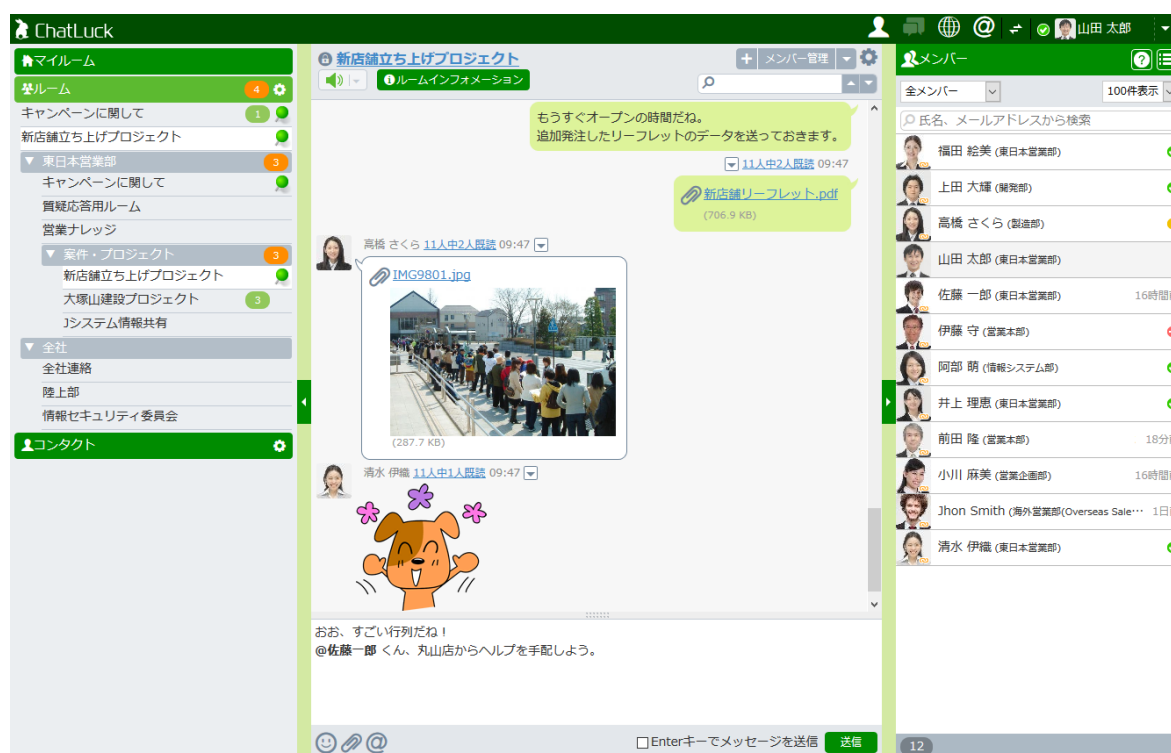 ChatLuck
山田 太郎
マイルーム
ルーム
4
キャンペーンに関して
1
新店舗立ち上げプロジェクト
東日本営業部
3
キャンペーンに関して
質疑応答用ルーム
営業ナレッジ
案件・プロジェクト
3
新店舗立ち上げプロジェクト
大塚山建設プロジェクト
3
Jシステム情報共有
全社
全社連絡
陸上部
情報セキュリティ委員会
コンタクト
新店舗立ち上げプロジェクト
メンバー管理
ルームインフォメーション
もうすぐオープンの時間だね。
追加発注したリーフレットのデータを送っておきます。
11人中2人既読 09:47
新店舗リーフレット.pdf
(706.9 KB)
高橋 さくら 11人中2人既読 09:47
IMG9801.jpg
(287.7 KB)
清水 伊織 11人中1人既読 09:47
おお、すごい行列だね！
@佐藤一郎 くん、丸山店からヘルプを手配しよう。
Enterキーでメッセージを送信
送信
メンバー
全メンバー
100件表示
氏名、メールアドレスから検索
福田 絵美 (東日本営業部)
上田 大輝 (開発部)
高橋 さくら (製造部)
山田 太郎 (東日本営業部)
佐藤 一郎 (東日本営業部) 16時間
伊藤 守 (営業本部)
阿部 萌 (情報システム部)
井上 理恵 (東日本営業部)
前田 隆 (営業本部) 18分
小川 麻美 (営業企画部) 16時間
Jhon Smith (海外営業部(Overseas Sale… 1日
清水 伊織 (東日本営業部)
12